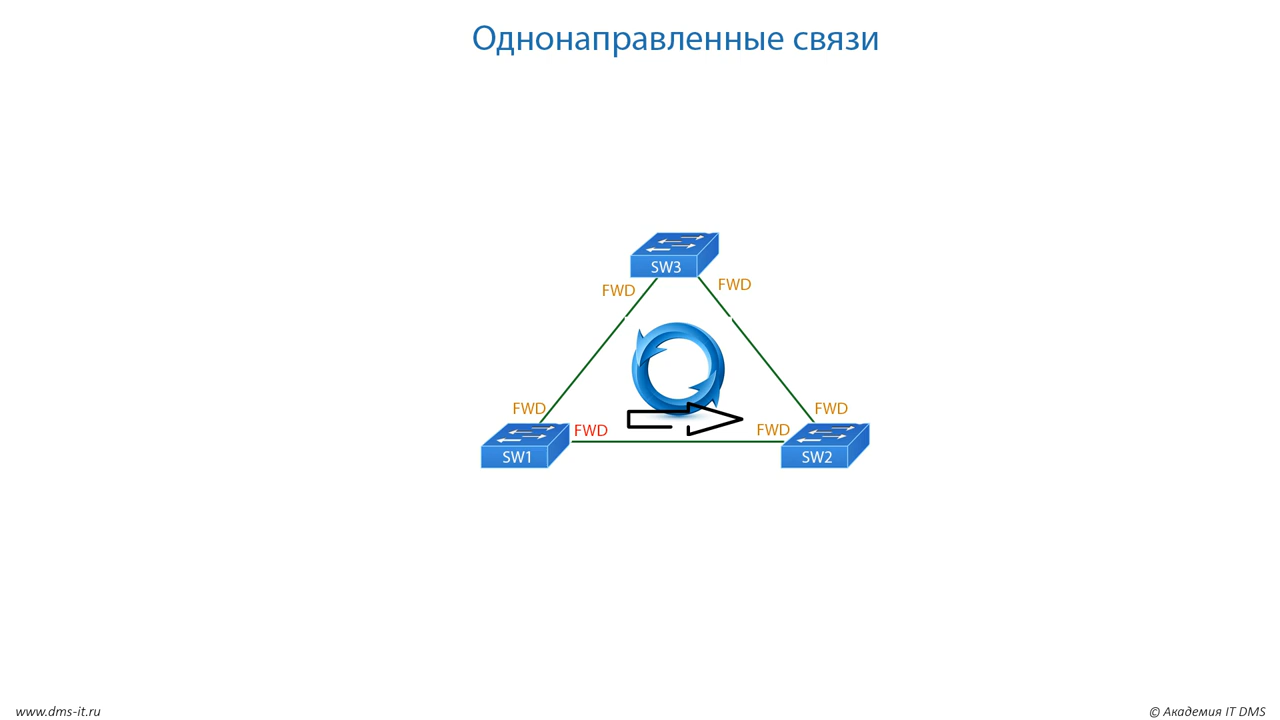 Однонаправленные связи
SW3
FWD
FWD
FWD
FWD
FWD
FWD
SW1
SW2
www.dms-it.ru
© Академия IT DMS